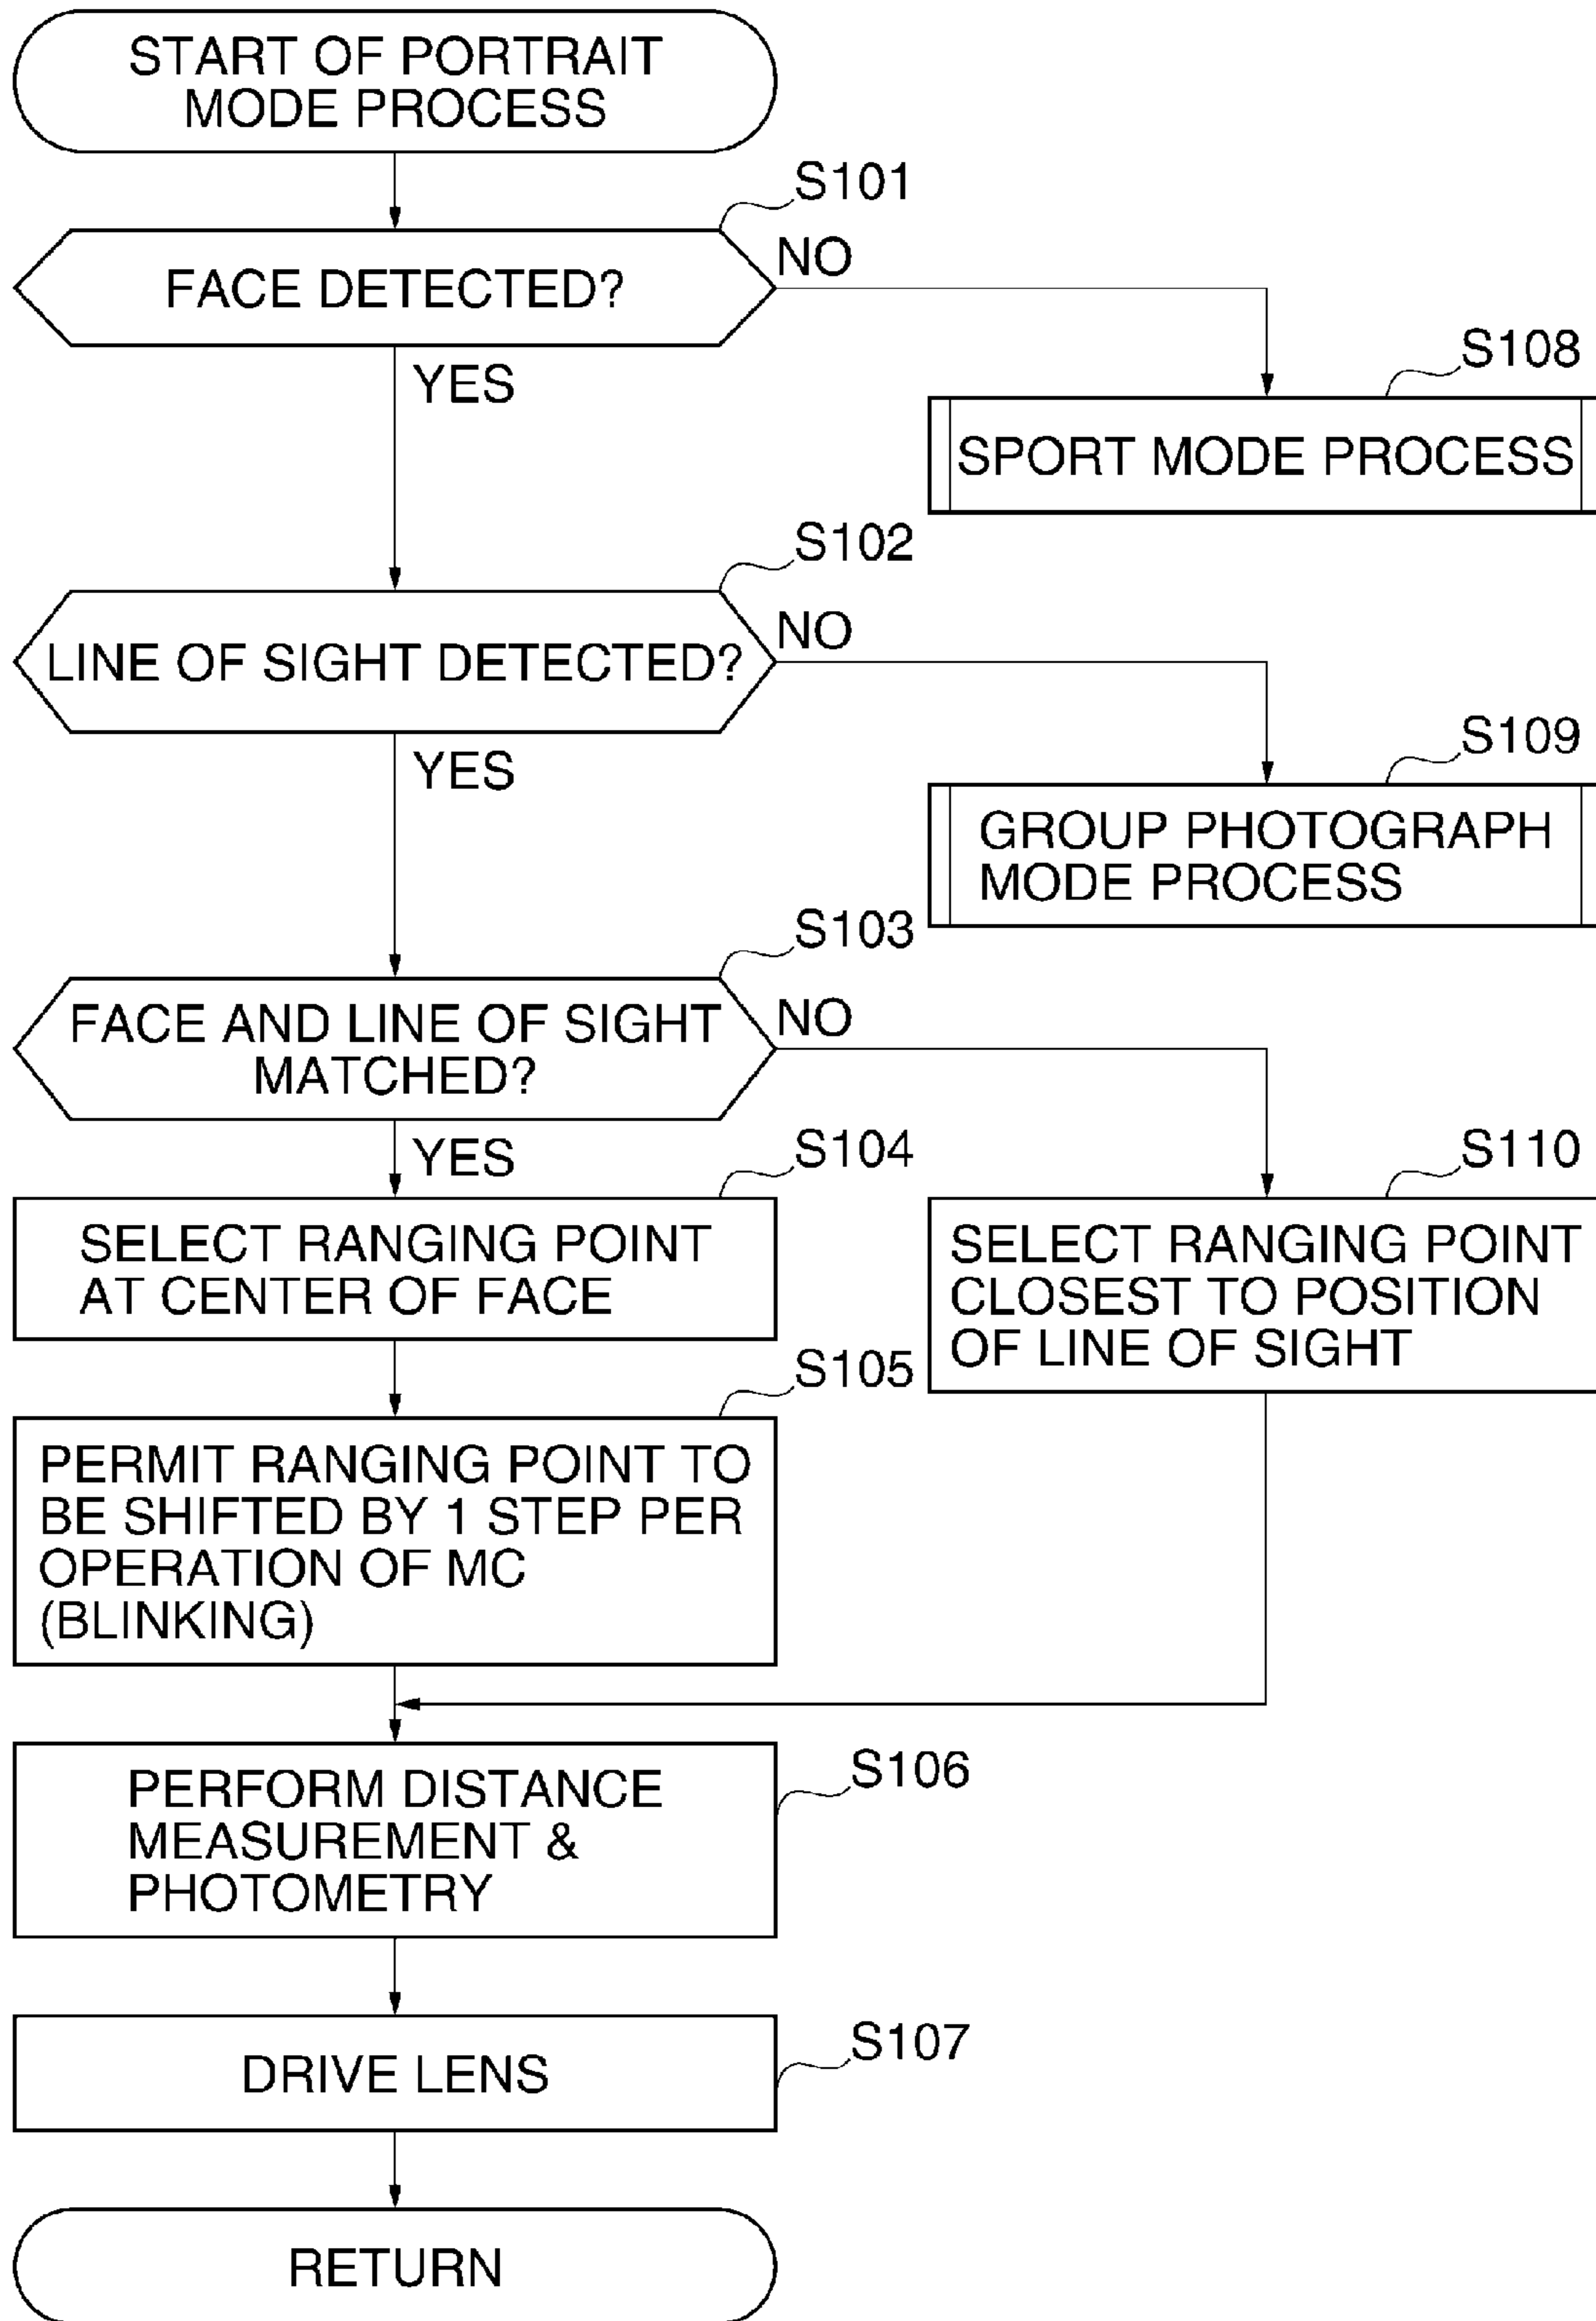 START OF PORTRAIT
MODE PROCESS
S101
FACE DETECTED?
NO
YES
S108
SPORT MODE PROCESS
S102
LINE OF SIGHT DETECTED?
NO
YES
S109
GROUP PHOTOGRAPH
MODE PROCESS
S103
FACE AND LINE OF SIGHT
MATCHED?
NO
YES
S104
SELECT RANGING POINT
AT CENTER OF FACE
S110
SELECT RANGING POINT
CLOSEST TO POSITION
OF LINE OF SIGHT
S105
PERMIT RANGING POINT TO
BE SHIFTED BY 1 STEP PER
OPERATION OF MC
(BLINKING)
S106
PERFORM DISTANCE
MEASUREMENT &
PHOTOMETRY
S107
DRIVE LENS
RETURN